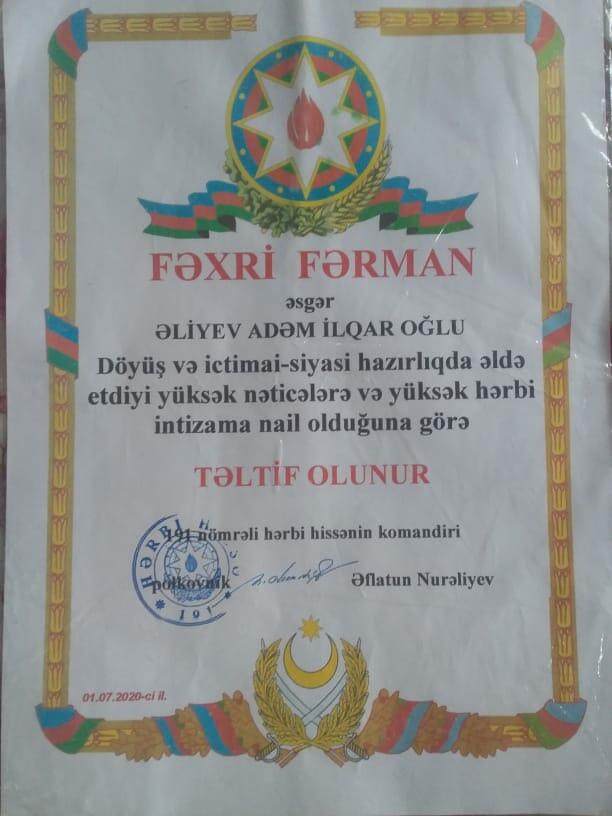 FƏXRİ FƏRMAN
əsgər
ƏLİYEV ADƏM İLQAR OĞLU
Döyüş və ictimai-siyasi hazırlıqda əldə
etdiyi yüksək nəticələrə və yüksək hərbi
intizama nail olduğuna görə
TƏLTİF OLUNUR
191 nömrəli hərbi hissənin komandiri
polkovnik Əflatun Nurəliyev
HƏRBİ
191
01.07.2020-ci il.